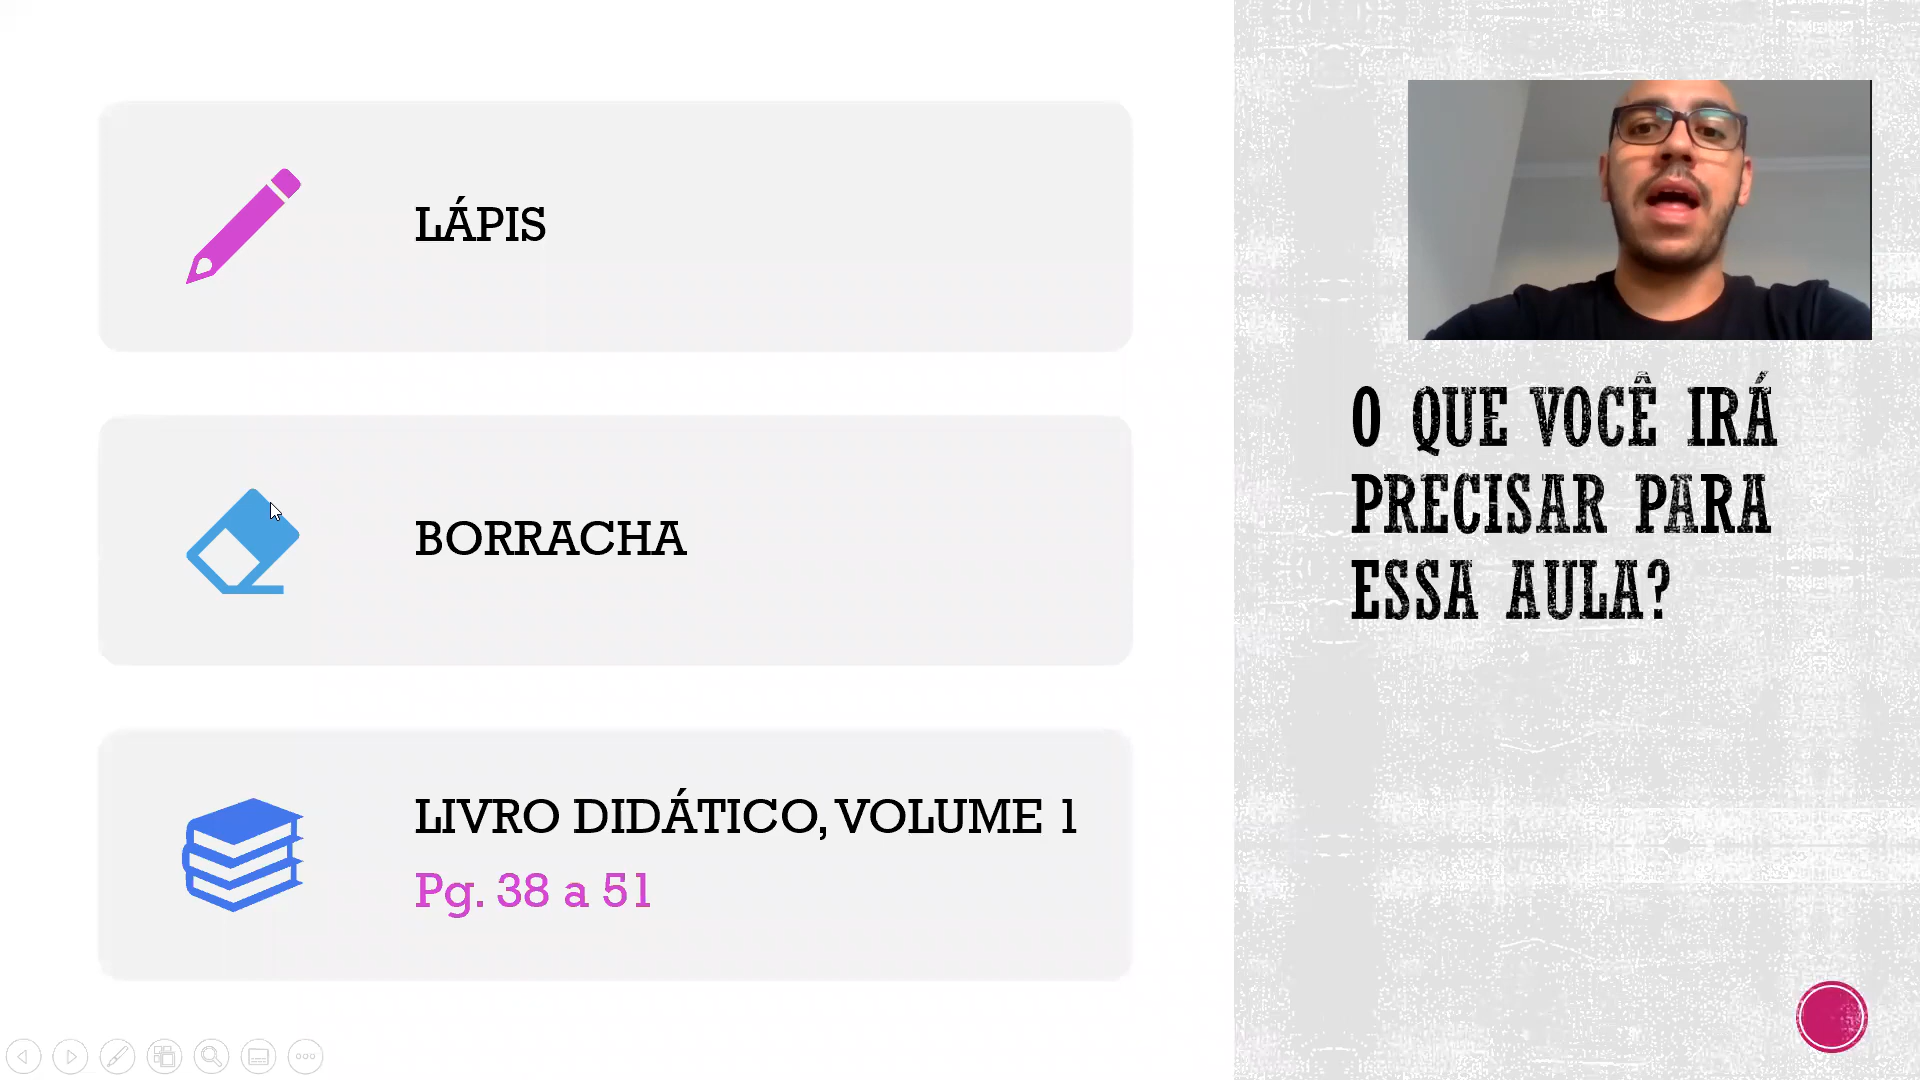 LÁPIS
BORRACHA
LIVRO DIDÁTICO, VOLUME 1
Pg. 38 a 51
O QUE VOCÊ IRÁ
PRECISAR PARA
ESSA AULA?